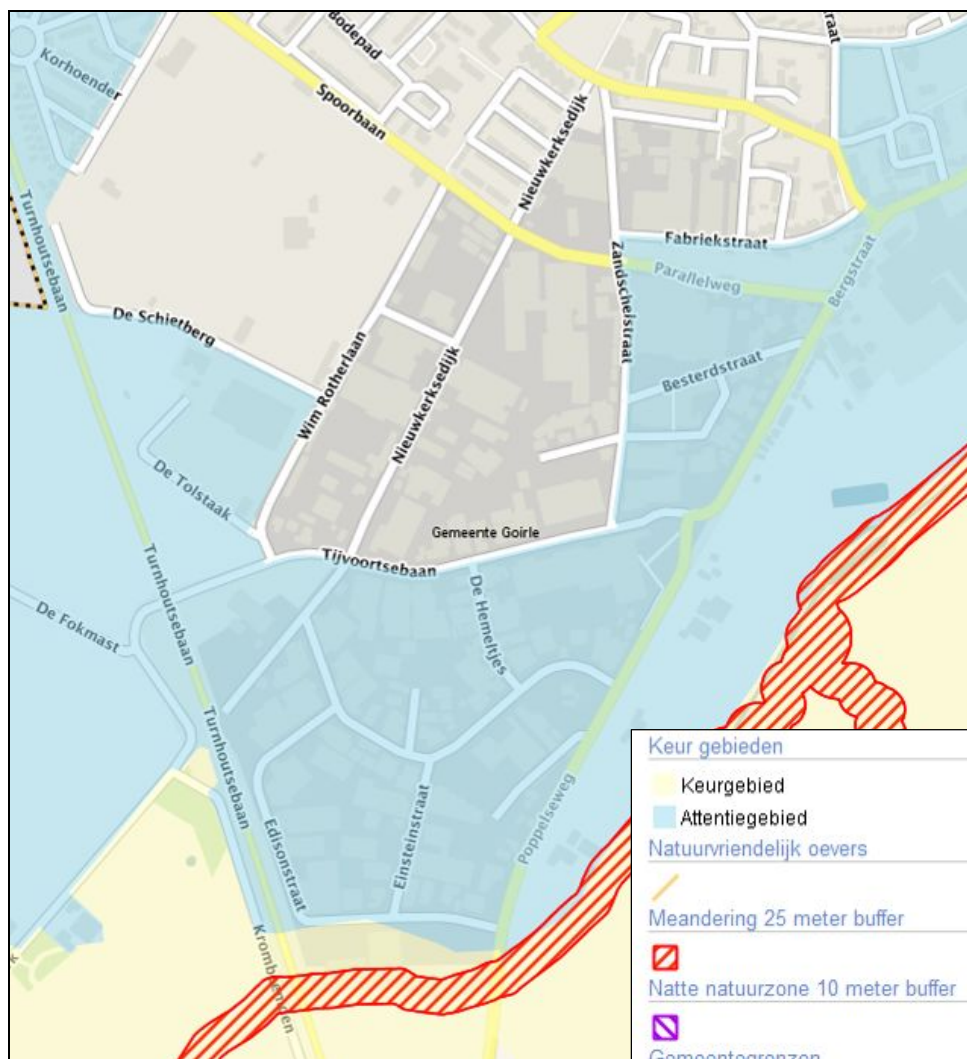 Bodepad
Korhoender
Spoorbaan
Nieuwkerksedijk
straat
Turnhoutsebaan
Fabriekstraat
Parallelweg
Bergstraat
De Schietberg
Zandschelstraat
Wim Rotherlaan
Nieuwkerksedijk
Besterdstraat
De Tolstaak
Gemeente Goirle
Tijvoortsebaan
Turnhoutsebaan
De Fokmast
De Hemeltjes
Turnhoutsebaan
Edisonstraat
Einsteinstraat
Poppelseweg
Keur gebieden
Keurgebied
Attentiegebied
Natuurvriendelijk oevers
Meandering 25 meter buffer
Natte natuurzone 10 meter buffer
Gemeentegrenzen